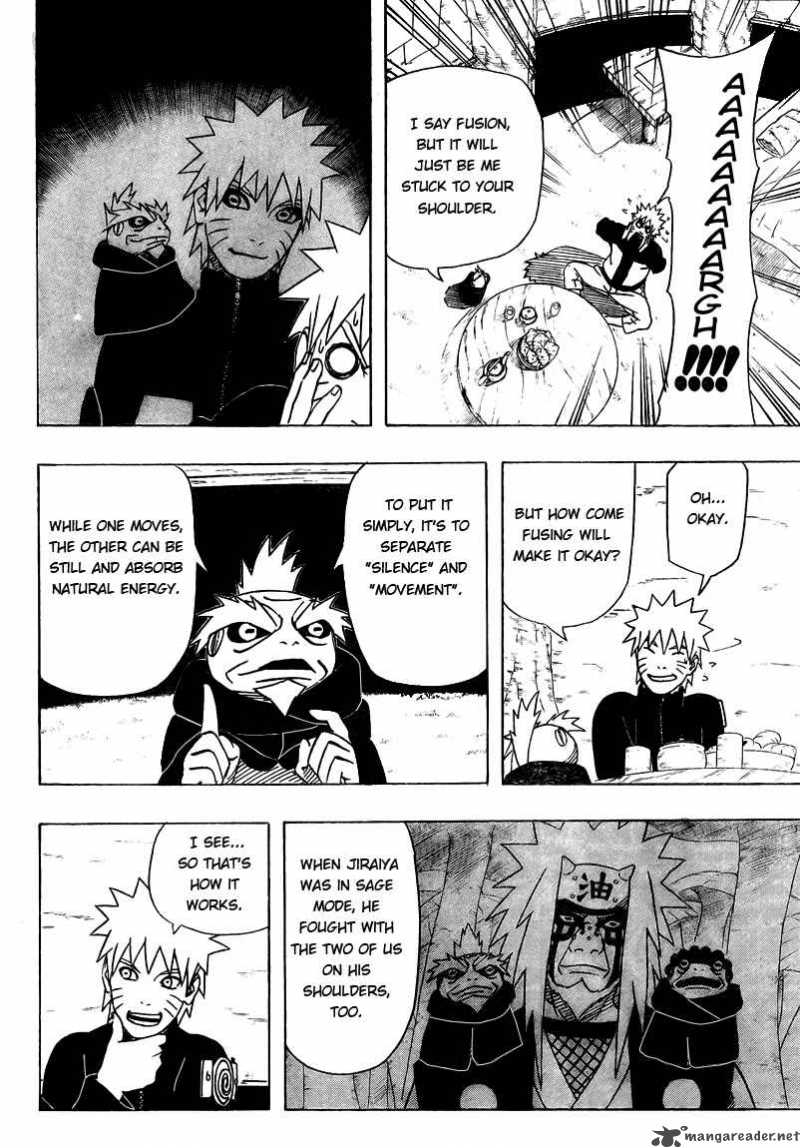 AAAAAAAARGH!!!!
I SAY FUSION,
BUT IT WILL
JUST BE ME
STUCK TO YOUR
SHOULDER.
OH...
OKAY.
BUT HOW COME
FUSING WILL
MAKE IT OKAY?
TO PUT IT
SIMPLY, IT'S TO
SEPARATE
"SILENCE" AND
"MOVEMENT".
WHILE ONE MOVES,
THE OTHER CAN BE
STILL AND ABSORB
NATURAL ENERGY.
油
WHEN JIRAIYA
WAS IN SAGE
MODE, HE
FOUGHT WITH
THE TWO OF US
ON HIS
SHOULDERS,
TOO.
I SEE...
SO THAT'S
HOW IT
WORKS.
mangareader.net